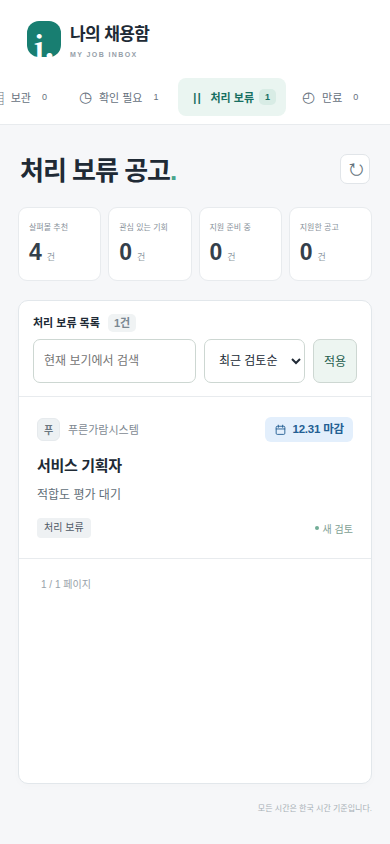 j.
나의 채용함
MY JOB INBOX
보관 0
확인 필요 1
처리 보류 1
만료 0
처리 보류 공고.
살펴볼 추천
4 건
관심 있는 기회
0 건
지원 준비 중
0 건
지원한 공고
0 건
처리 보류 목록 1건
현재 보기에서 검색
최근 검토순
적용
푸 푸른가람시스템
12.31 마감
서비스 기획자
적합도 평가 대기
처리 보류
새 검토
1 / 1 페이지
모든 시간은 한국 시간 기준입니다.